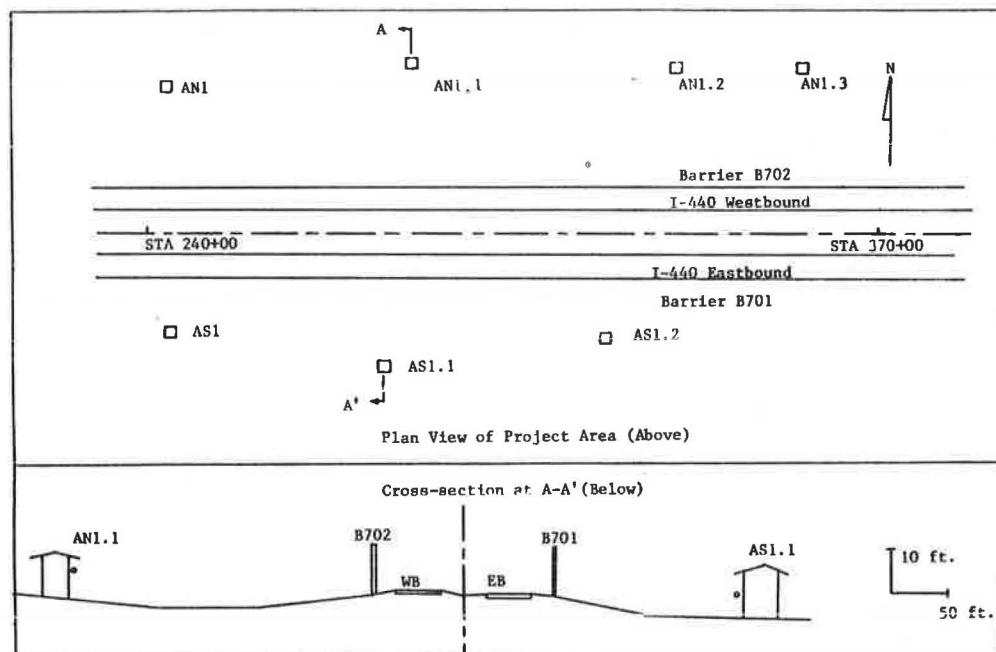 A
AN1
AN1.1
AN1.2
AN1.3
N
Barrier B702
I-440 Westbound
STA 240+00
STA 370+00
I-440 Eastbound
Barrier B701
AS1
AS1.1
AS1.2
A'
Plan View of Project Area (Above)
Cross-section at A-A' (Below)
AN1.1
B702
B701
AS1.1
WB
EB
10 ft.
50 ft.